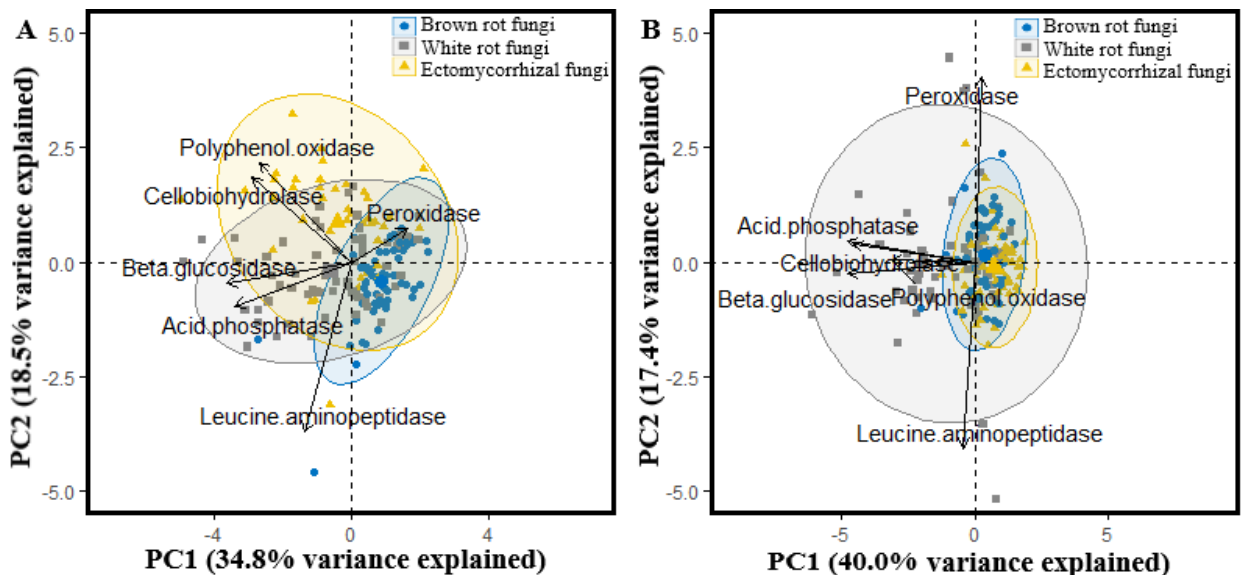 A
Brown rot fungi
White rot fungi
Ectomycorrhizal fungi
5.0
2.5
0.0
-2.5
-5.0
PC2 (18.5% variance explained)
Polyphenol.oxidase
Cellobiohydrolase
Peroxidase
Beta.glucosidase
Acid.phosphatase
Leucine.aminopeptidase
-4
0
4
PC1 (34.8% variance explained)
B
Brown rot fungi
White rot fungi
Ectomycorrhizal fungi
5.0
2.5
0.0
-2.5
-5.0
PC2 (17.4% variance explained)
Peroxidase
Acid.phosphatase
Cellobiohydrolase
Beta.glucosidase
Polyphenol.oxidase
Leucine.aminopeptidase
-5
0
5
PC1 (40.0% variance explained)